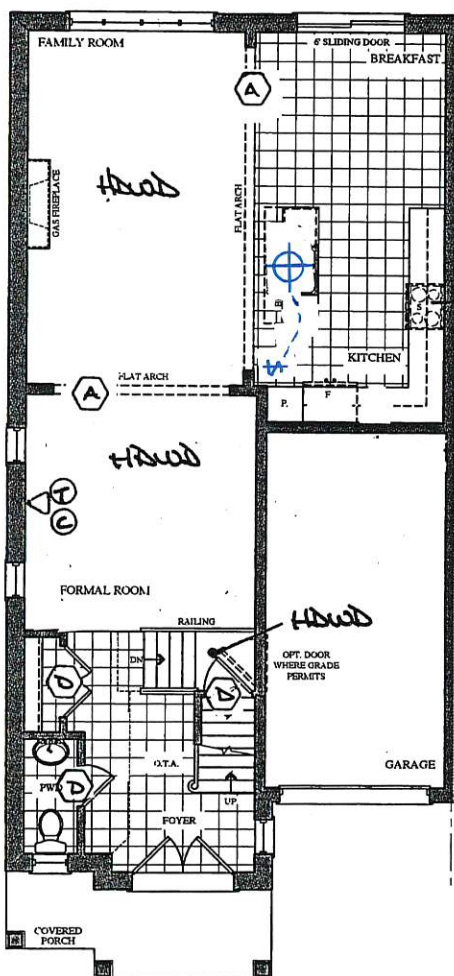 FAMILY ROOM
6' SLIDING DOOR
BREAKFAST
A
HDWD
GAS FIREPLACE
FLAT ARCH
S
KITCHEN
FLAT ARCH
A
P.
F
HDWD
T
C
FORMAL ROOM
RAILING
HDWD
DN
OPT. DOOR
WHERE GRADE
PERMITS
D
D
O.T.A.
GARAGE
PWD
D
UP
FOYER
COVERED
PORCH